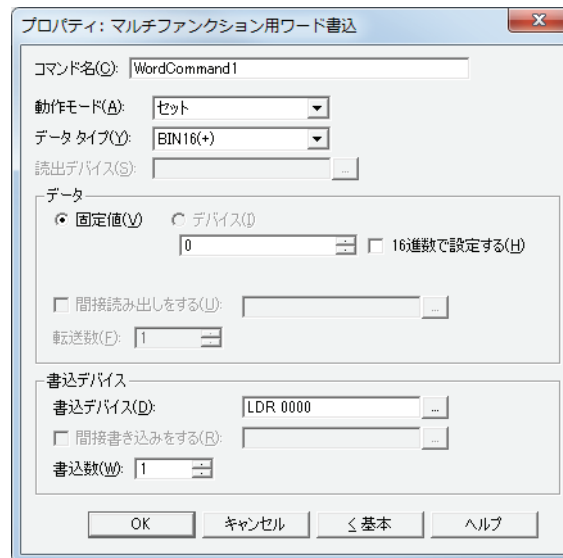 プロパティ: マルチファンクション用ワード書込
コマンド名(C): WordCommand1
動作モード(A): セット
データ タイプ(Y): BIN16(+)
読出デバイス(S): ...
データ
固定値(V) デバイス(I)
0 16進数で設定する(H)
間接読み出しをする(U): ...
転送数(F): 1
書込デバイス
書込デバイス(D): LDR 0000 ...
間接書き込みをする(R): ...
書込数(W): 1
OK キャンセル < 基本 ヘルプ